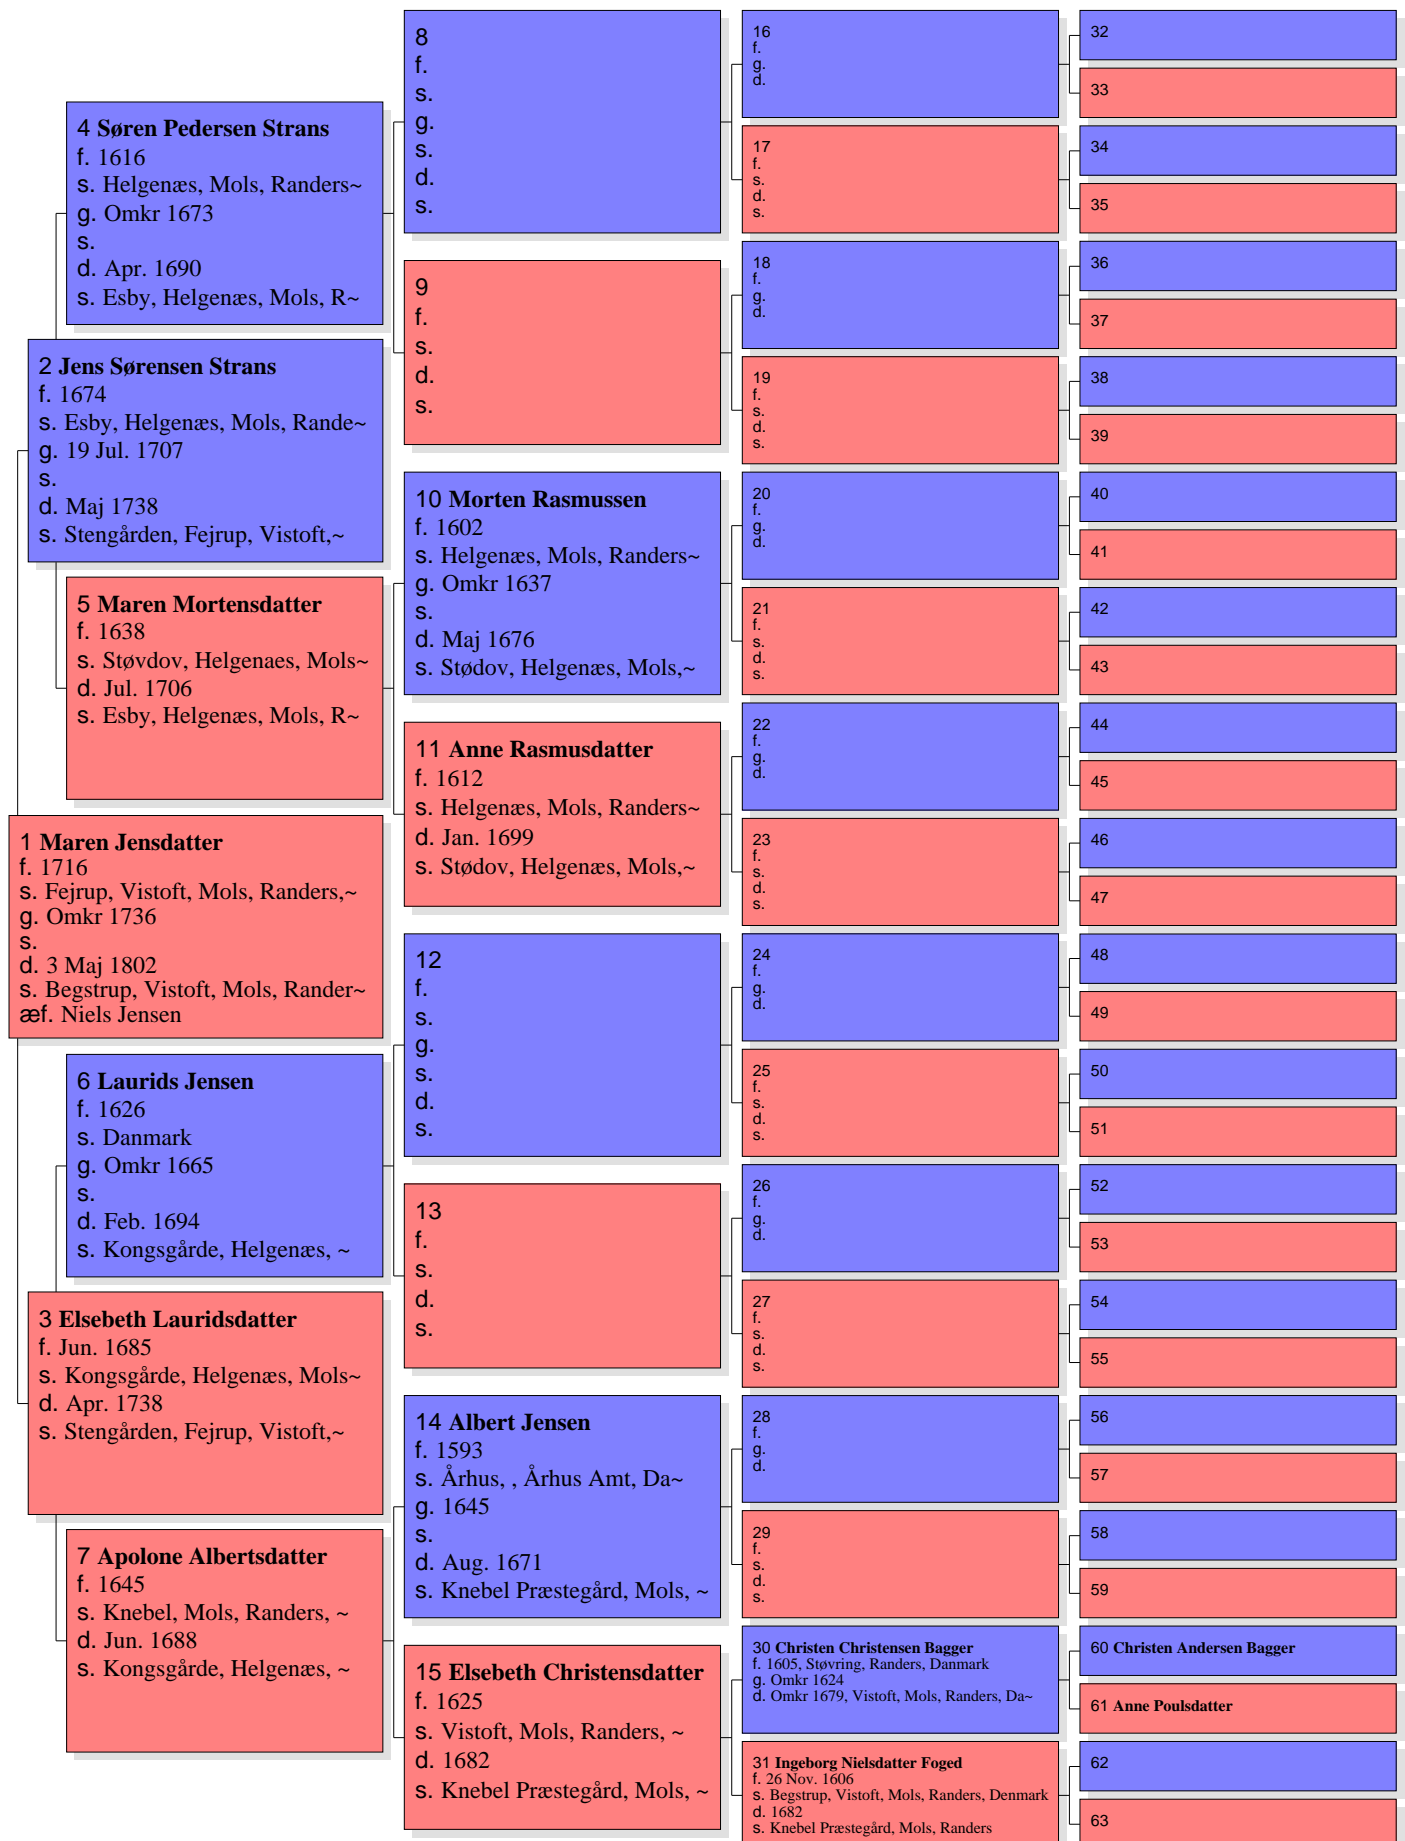 4 Søren Pedersen Strans
f. 1616
s. Helgenæs, Mols, Randers~
g. Omkr 1673
s.
d. Apr. 1690
s. Esby, Helgenæs, Mols, R~
2 Jens Sørensen Strans
f. 1674
s. Esby, Helgenæs, Mols, Rande~
g. 19 Jul. 1707
s.
d. Maj 1738
s. Stengården, Fejrup, Vistoft,~
5 Maren Mortensdatter
f. 1638
s. Støvdov, Helgenaes, Mols~
d. Jul. 1706
s. Esby, Helgenæs, Mols, R~
1 Maren Jensdatter
f. 1716
s. Fejrup, Vistoft, Mols, Randers,~
g. Omkr 1736
s.
d. 3 Maj 1802
s. Begstrup, Vistoft, Mols, Rander~
æf. Niels Jensen
6 Laurids Jensen
f. 1626
s. Danmark
g. Omkr 1665
s.
d. Feb. 1694
s. Kongsgårde, Helgenæs, ~
3 Elsebeth Lauridsdatter
f. Jun. 1685
s. Kongsgårde, Helgenæs, Mols~
d. Apr. 1738
s. Stengården, Fejrup, Vistoft,~
7 Apolone Albertsdatter
f. 1645
s. Knebel, Mols, Randers, ~
d. Jun. 1688
s. Kongsgårde, Helgenæs, ~
8
f.
s.
g.
s.
d.
s.
9
f.
s.
d.
s.
10 Morten Rasmussen
f. 1602
s. Helgenæs, Mols, Randers~
g. Omkr 1637
s.
d. Maj 1676
s. Stødov, Helgenæs, Mols,~
11 Anne Rasmusdatter
f. 1612
s. Helgenæs, Mols, Randers~
d. Jan. 1699
s. Stødov, Helgenæs, Mols,~
12
f.
s.
g.
s.
d.
s.
13
f.
s.
d.
s.
14 Albert Jensen
f. 1593
s. Århus, , Århus Amt, Da~
g. 1645
s.
d. Aug. 1671
s. Knebel Præstegård, Mols, ~
15 Elsebeth Christensdatter
f. 1625
s. Vistoft, Mols, Randers, ~
d. 1682
s. Knebel Præstegård, Mols, ~
16
f.
g.
d.
17
f.
s.
d.
s.
18
f.
g.
d.
19
f.
s.
d.
s.
20
f.
g.
d.
21
f.
s.
d.
s.
22
f.
g.
d.
23
f.
s.
d.
s.
24
f.
g.
d.
25
f.
s.
d.
s.
26
f.
g.
d.
27
f.
s.
d.
s.
28
f.
g.
d.
29
f.
s.
d.
s.
30 Christen Christensen Bagger
f. 1605, Støvring, Randers, Danmark
g. Omkr 1624
d. Omkr 1679, Vistoft, Mols, Randers, Da~
31 Ingeborg Nielsdatter Foged
f. 26 Nov. 1606
s. Begstrup, Vistoft, Mols, Randers, Denmark
d. 1682
s. Knebel Præstegård, Mols, Randers
32
33
34
35
36
37
38
39
40
41
42
43
44
45
46
47
48
49
50
51
52
53
54
55
56
57
58
59
60 Christen Andersen Bagger
61 Anne Poulsdatter
62
63